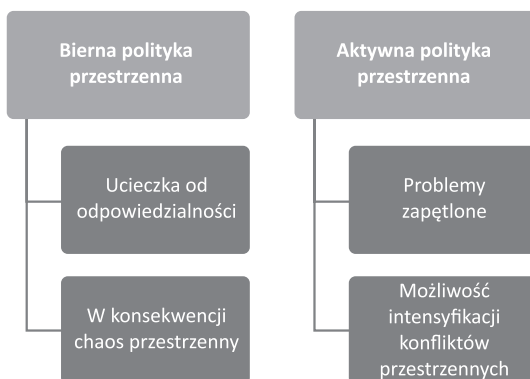 Bierna polityka
przestrzenna
Ucieczka od
odpowiedzialności
W konsekwencji
chaos przestrzenny
Aktywna polityka
przestrzenna
Problemy
zapętlone
Możliwość
intensyfikacji
konfliktów
przestrzennych